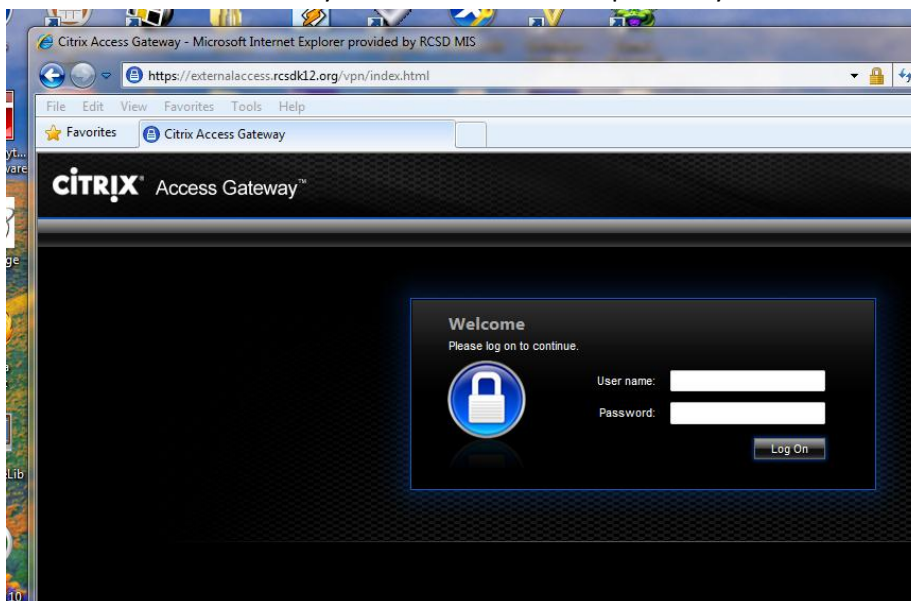 Citrix Access Gateway - Microsoft Internet Explorer provided by RCSD MIS
https://externalaccess.rcsdk12.org/vpn/index.html
File Edit View Favorites Tools Help
Favorites Citrix Access Gateway
CITRIX® Access Gateway™
Welcome
Please log on to continue.
User name:
Password:
Log On